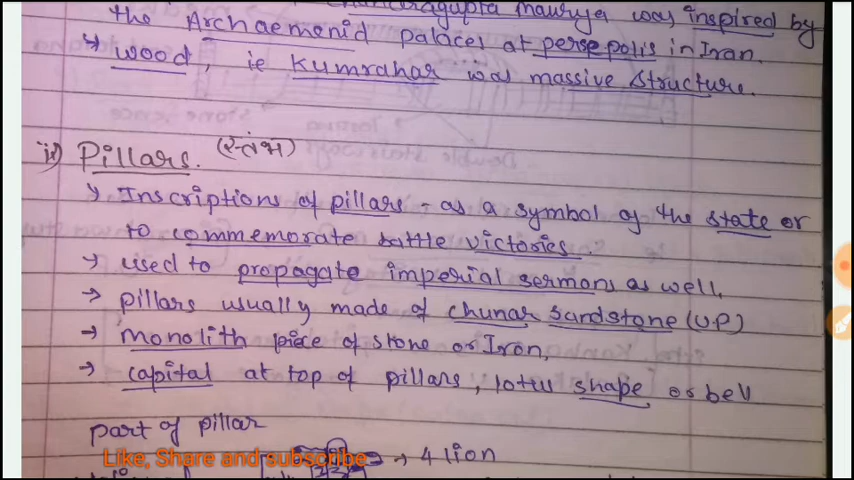 Chandragupta Maurya was inspired by
the Archaemenid palaces at persepolis in Iran.
→ wood, ie Kumrahar was massive structure.
ii) Pillars. (स्तंभ)
→ Inscriptions of pillars - as a symbol of the state or
to commemorate battle victories.
→ used to propagate imperial sermons as well,
→ pillars usually made of chunar sandstone (U.P)
→ Monolith piece of stone or Iron,
→ capital at top of pillars, lotus shape or bell
part of pillar
Like, Share and subscribe
→ 4 lion